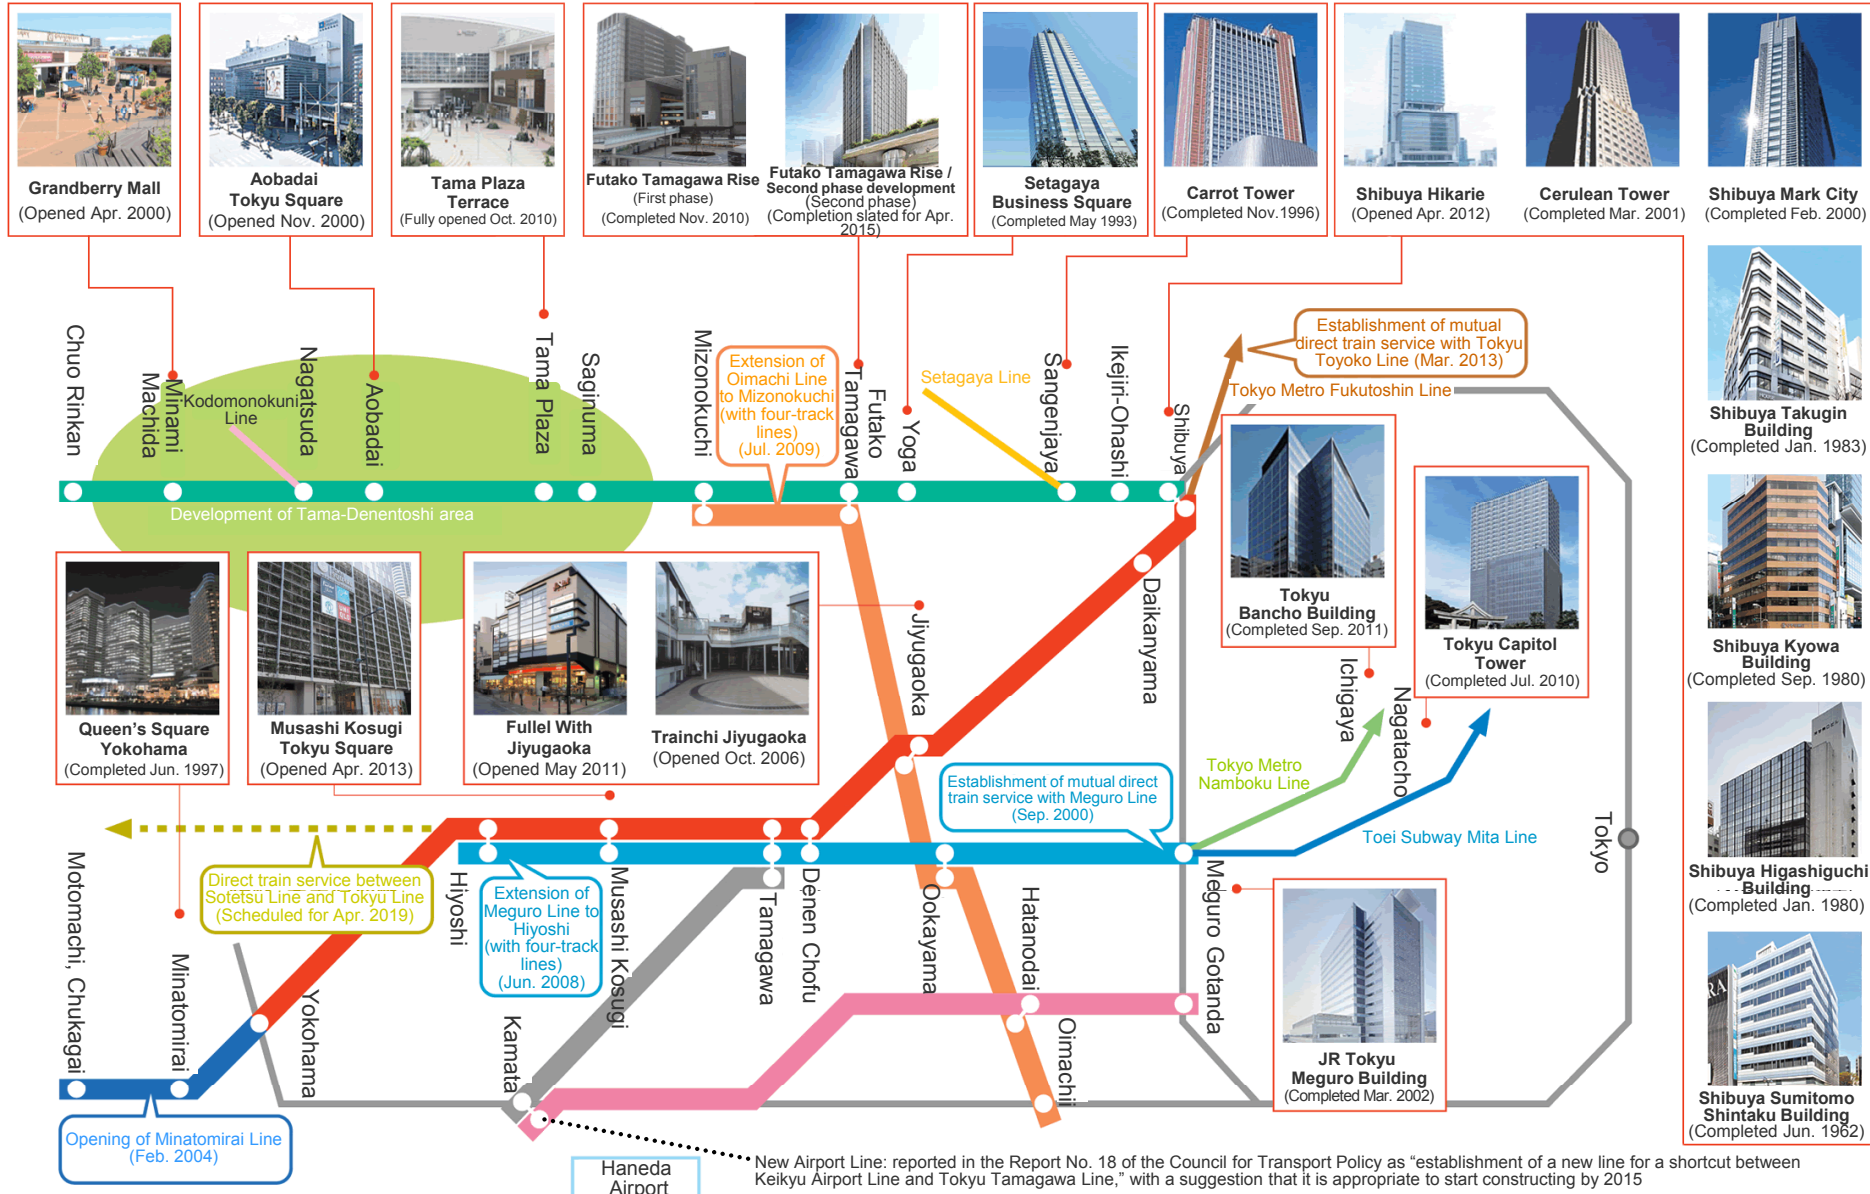 Grandberry Mall
(Opened Apr. 2000)
Aobadai
Tokyu Square
(Opened Nov. 2000)
Tama Plaza
Terrace
(Fully opened Oct. 2010)
Futako Tamagawa Rise
(First phase)
(Completed Nov. 2010)
Futako Tamagawa Rise /
Second phase development
(Second phase)
(Completion slated for Apr.
2015)
Setagaya
Business Square
(Completed May 1993)
Carrot Tower
(Completed Nov.1996)
Shibuya Hikarie
(Opened Apr. 2012)
Cerulean Tower
(Completed Mar. 2001)
Shibuya Mark City
(Completed Feb. 2000)
Shibuya Takugin
Building
(Completed Jan. 1983)
Shibuya Kyowa
Building
(Completed Sep. 1980)
Shibuya Higashiguchi
Building
(Completed Jan. 1980)
Shibuya Sumitomo
Shintaku Building
(Completed Jun. 1962)
Chuo Rinkan
Minami
Machida
Kodomonokuni
Line
Nagatsuda
Aobadai
Tama Plaza
Saginuma
Mizonokuchi
Extension of
Oimachi Line
to Mizonokuchi
(with four-track
lines)
(Jul. 2009)
Futako
Tamagawa
Yoga
Setagaya Line
Sangenjaya
Ikejiri-Ohashi
Shibuya
Establishment of mutual
direct train service with Tokyu
Toyoko Line (Mar. 2013)
Tokyo Metro Fukutoshin Line
Development of Tama-Denentoshi area
Queen's Square
Yokohama
(Completed Jun. 1997)
Musashi Kosugi
Tokyu Square
(Opened Apr. 2013)
Fullel With
Jiyugaoka
(Opened May 2011)
Trainchi Jiyugaoka
(Opened Oct. 2006)
Jiyugaoka
Daikanyama
Tokyu
Bancho Building
(Completed Sep. 2011)
Tokyu Capitol
Tower
(Completed Jul. 2010)
Ichigaya
Nagatacho
Tokyo Metro
Namboku Line
Toei Subway Mita Line
Tokyo
Establishment of mutual direct
train service with Meguro Line
(Sep. 2000)
Direct train service between
Sotetsu Line and Tokyu Line
(Scheduled for Apr. 2019)
Motomachi, Chukagai
Minatomirai
Yokohama
Hiyoshi
Extension of
Meguro Line to
Hiyoshi
(with four-track
lines)
(Jun. 2008)
Musashi Kosugi
Tamagawa
Denen Chofu
Ookayama
Hatanodai
Oimachii
Meguro Gotanda
Kamata
JR Tokyu
Meguro Building
(Completed Mar. 2002)
Opening of Minatomirai Line
(Feb. 2004)
Haneda
Airport
New Airport Line: reported in the Report No. 18 of the Council for Transport Policy as “establishment of a new line for a shortcut between
Keikyu Airport Line and Tokyu Tamagawa Line,” with a suggestion that it is appropriate to start constructing by 2015